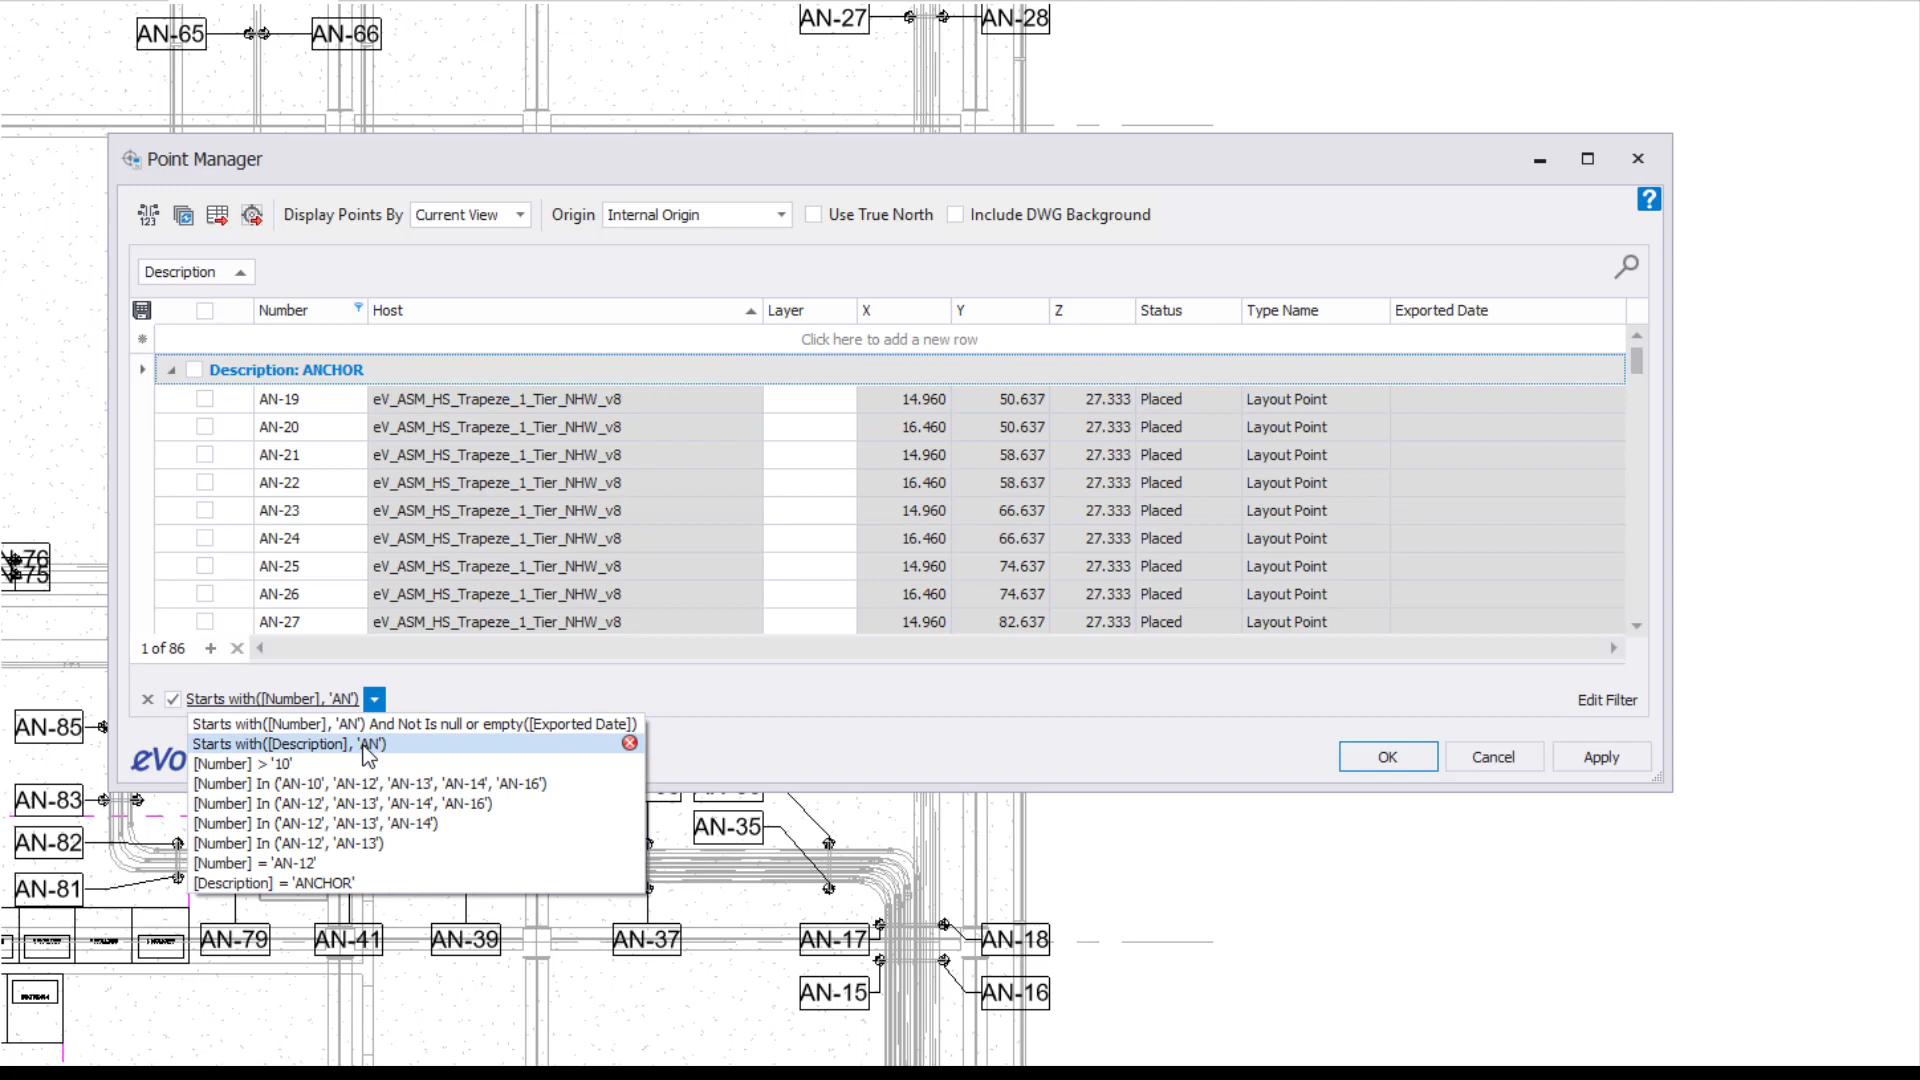 AN-65
AN-66
AN-27
AN-28
Point Manager
Display Points By
Current View
Origin
Internal Origin
Use True North
Include DWG Background
?
Description
Number Host Layer X Y Z Status Type Name Exported Date
Click here to add a new row
Description: ANCHOR
AN-19 eV_ASM_HS_Trapeze_1_Tier_NHW_v8 14.960 50.637 27.333 Placed Layout Point
AN-20 eV_ASM_HS_Trapeze_1_Tier_NHW_v8 16.460 50.637 27.333 Placed Layout Point
AN-21 eV_ASM_HS_Trapeze_1_Tier_NHW_v8 14.960 58.637 27.333 Placed Layout Point
AN-22 eV_ASM_HS_Trapeze_1_Tier_NHW_v8 16.460 58.637 27.333 Placed Layout Point
AN-23 eV_ASM_HS_Trapeze_1_Tier_NHW_v8 14.960 66.637 27.333 Placed Layout Point
AN-24 eV_ASM_HS_Trapeze_1_Tier_NHW_v8 16.460 66.637 27.333 Placed Layout Point
AN-25 eV_ASM_HS_Trapeze_1_Tier_NHW_v8 14.960 74.637 27.333 Placed Layout Point
AN-26 eV_ASM_HS_Trapeze_1_Tier_NHW_v8 16.460 74.637 27.333 Placed Layout Point
AN-27 eV_ASM_HS_Trapeze_1_Tier_NHW_v8 14.960 82.637 27.333 Placed Layout Point
1 of 86
Starts with([Number], 'AN')
Edit Filter
Starts with([Number], 'AN') And Not Is null or empty([Exported Date])
Starts with([Description], 'AN')
[Number] > '10'
[Number] In ('AN-10', 'AN-12', 'AN-13', 'AN-14', 'AN-16')
[Number] In ('AN-12', 'AN-13', 'AN-14', 'AN-16')
[Number] In ('AN-12', 'AN-13', 'AN-14')
[Number] In ('AN-12', 'AN-13')
[Number] = 'AN-12'
[Description] = 'ANCHOR'
eVo
OK
Cancel
Apply
AN-85
AN-83
AN-82
AN-81
AN-35
AN-79
AN-41
AN-39
AN-37
AN-17
AN-18
AN-15
AN-16